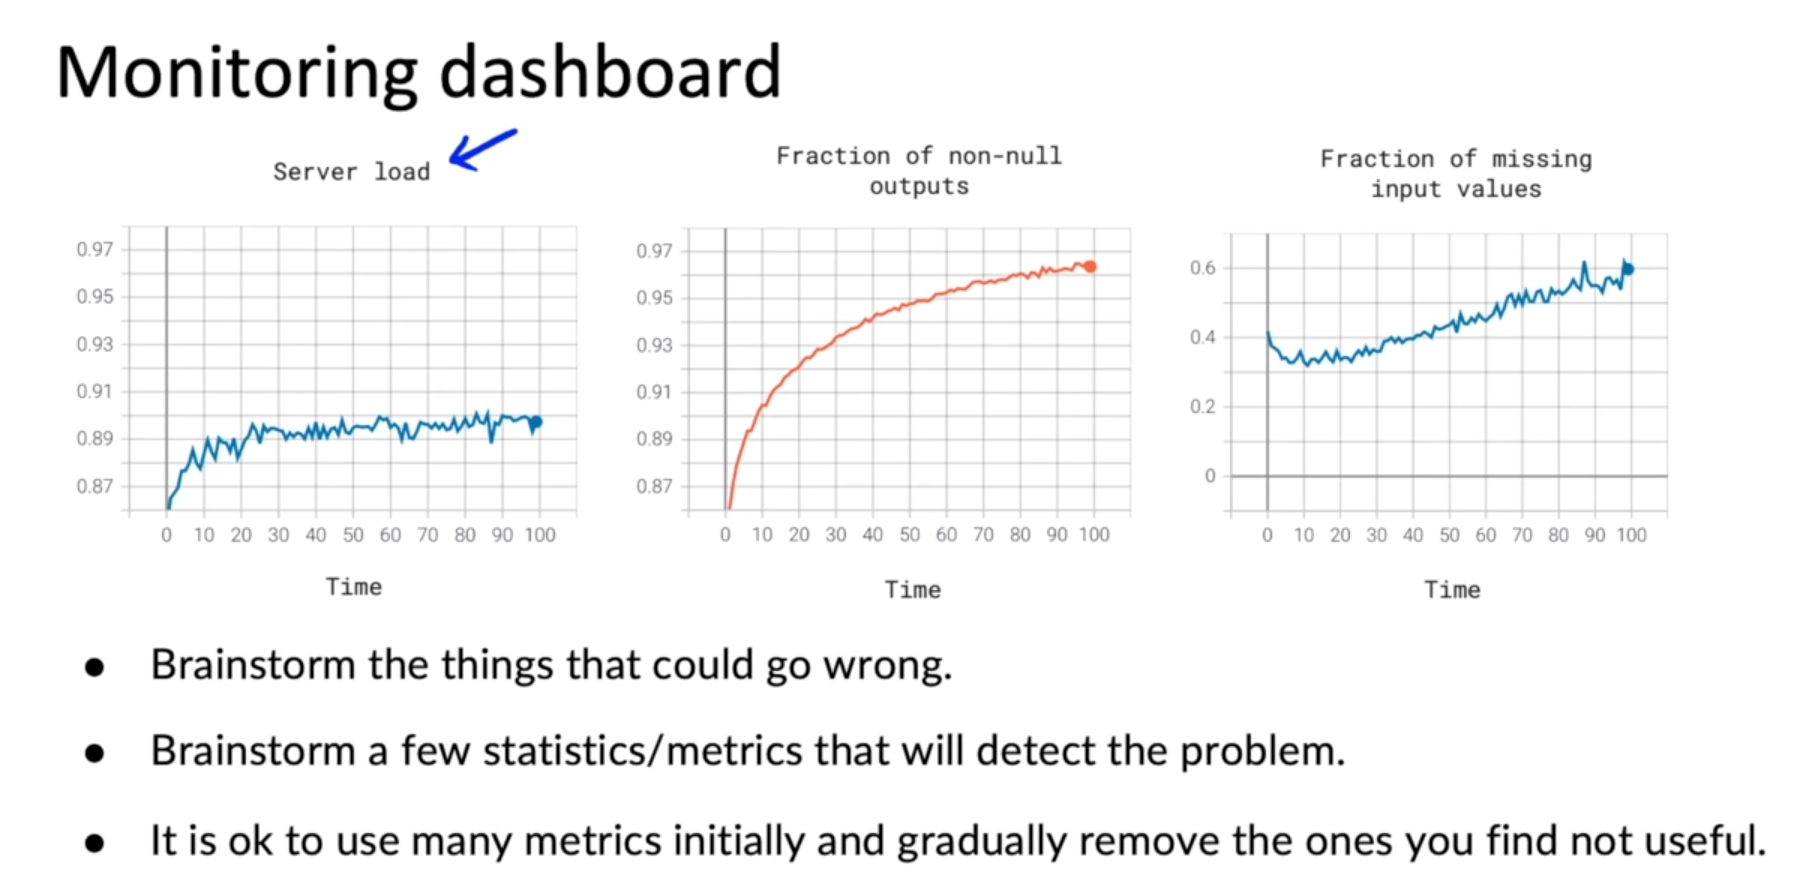 Monitoring dashboard
Server load
0.97
0.95
0.93
0.91
0.89
0.87
0 10 20 30 40 50 60 70 80 90 100
Time
Fraction of non-null
outputs
0.97
0.95
0.93
0.91
0.89
0.87
0 10 20 30 40 50 60 70 80 90 100
Time
Fraction of missing
input values
0.6
0.4
0.2
0
0 10 20 30 40 50 60 70 80 90 100
Time
● Brainstorm the things that could go wrong.
● Brainstorm a few statistics/metrics that will detect the problem.
● It is ok to use many metrics initially and gradually remove the ones you find not useful.